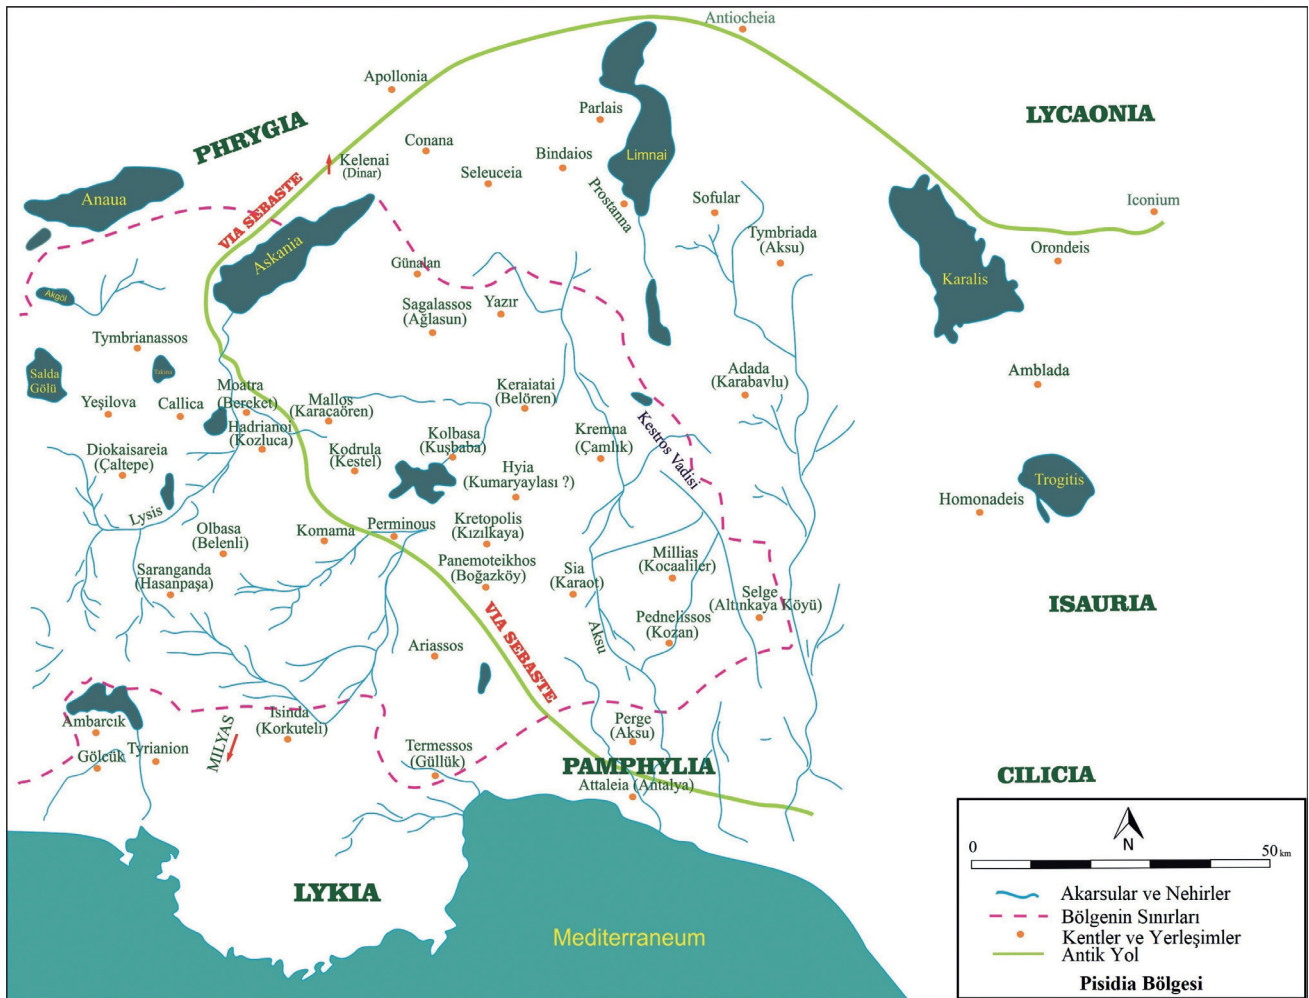 Antiocheia
Apollonia
PHRYGIA
Parlais
LYCAONIA
Conana
Bindaios
Limnai
Kelenai
(Dinar)
Seleuceia
Anaua
Prostanna
Sofular
Iconium
VIA SEBASTE
Tymbriada
(Aksu)
Orondeis
Askania
Günalan
Karalis
Akgöl
Sagalassos
(Ağlasun)
Yazır
Tymbrianassos
Salda
Gölü
Adada
(Karabavlu)
Amblada
Yeşilova
Callica
Moatra
(Bereket)
Mallos
(Karacaören)
Keraiatai
(Belören)
Hadrianoi
(Kozluca)
Kolbasa
(Kuşbaba)
Kremna
(Çamlık)
Kestros Vadisi
Diokaisareia
(Çaltepe)
Kodrula
(Kestel)
Hyia
(Kumaryaylası ?)
Trogitis
Homonadeis
Lysis
Olbasa
(Belenli)
Komama
Perminous
Kretopolis
(Kızılkaya)
Saranganda
(Hasanpaşa)
Panemoteikhos
(Boğazköy)
Sia
(Karaot)
Millias
(Kocaaliler)
Selge
(Altınkaya Köyü)
ISAURIA
VIA SEBASTE
Aksu
Pednelissos
(Kozan)
Ariassos
Ambarcık
Gölcük
Tyrianion
MILYAS
Isinda
(Korkuteli)
Termessos
(Güllük)
Perge
(Aksu)
PAMPHYLIA
Attaleia (Antalya)
CILICIA
LYKIA
Mediterraneum
N
0
50 km
Akarsular ve Nehirler
Bölgenin Sınırları
Kentler ve Yerleşimler
Antik Yol
Pisidia Bölgesi